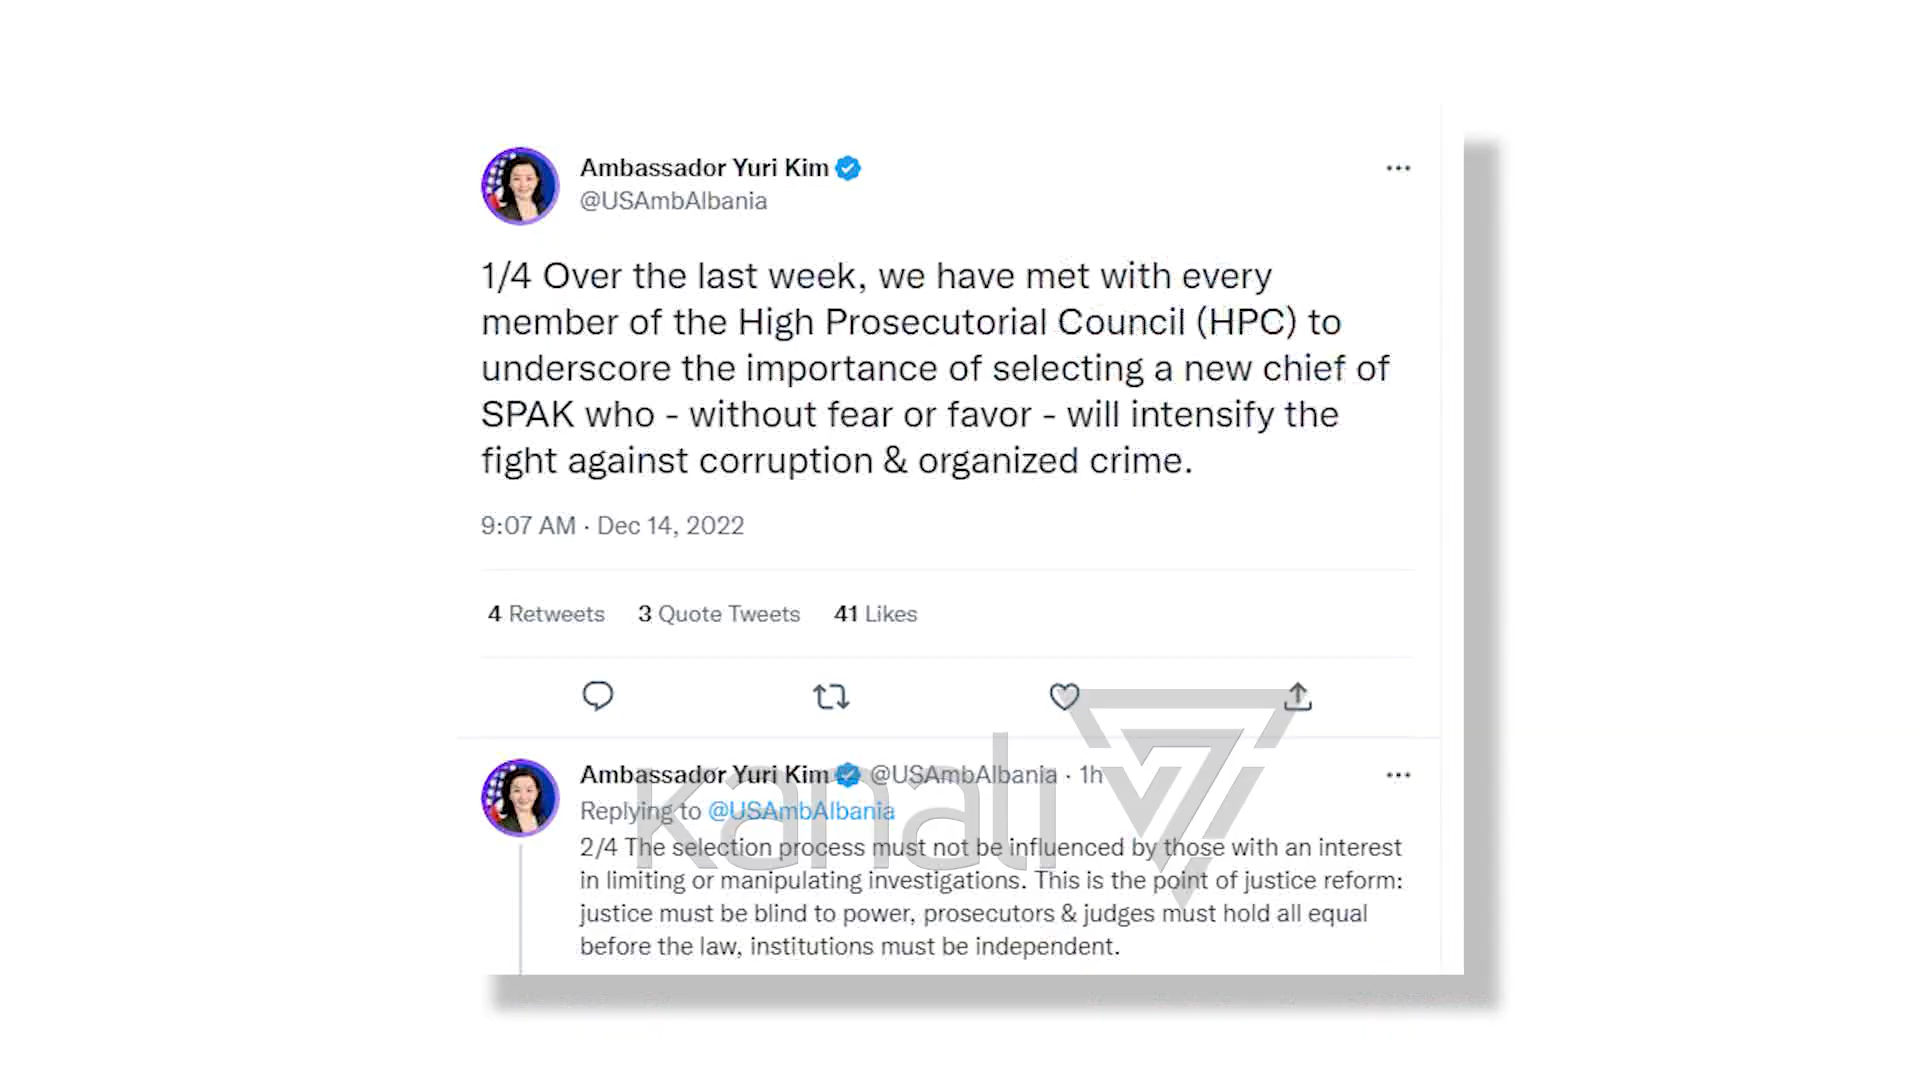 Ambassador Yuri Kim
@USAmbAlbania
1/4 Over the last week, we have met with every
member of the High Prosecutorial Council (HPC) to
underscore the importance of selecting a new chief of
SPAK who - without fear or favor - will intensify the
fight against corruption & organized crime.
9:07 AM · Dec 14, 2022
4 Retweets 3 Quote Tweets 41 Likes
Ambassador Yuri Kim @USAmbAlbania · 1h
Replying to @USAmbAlbania
2/4 The selection process must not be influenced by those with an interest
in limiting or manipulating investigations. This is the point of justice reform:
justice must be blind to power, prosecutors & judges must hold all equal
before the law, institutions must be independent.
kanali 7